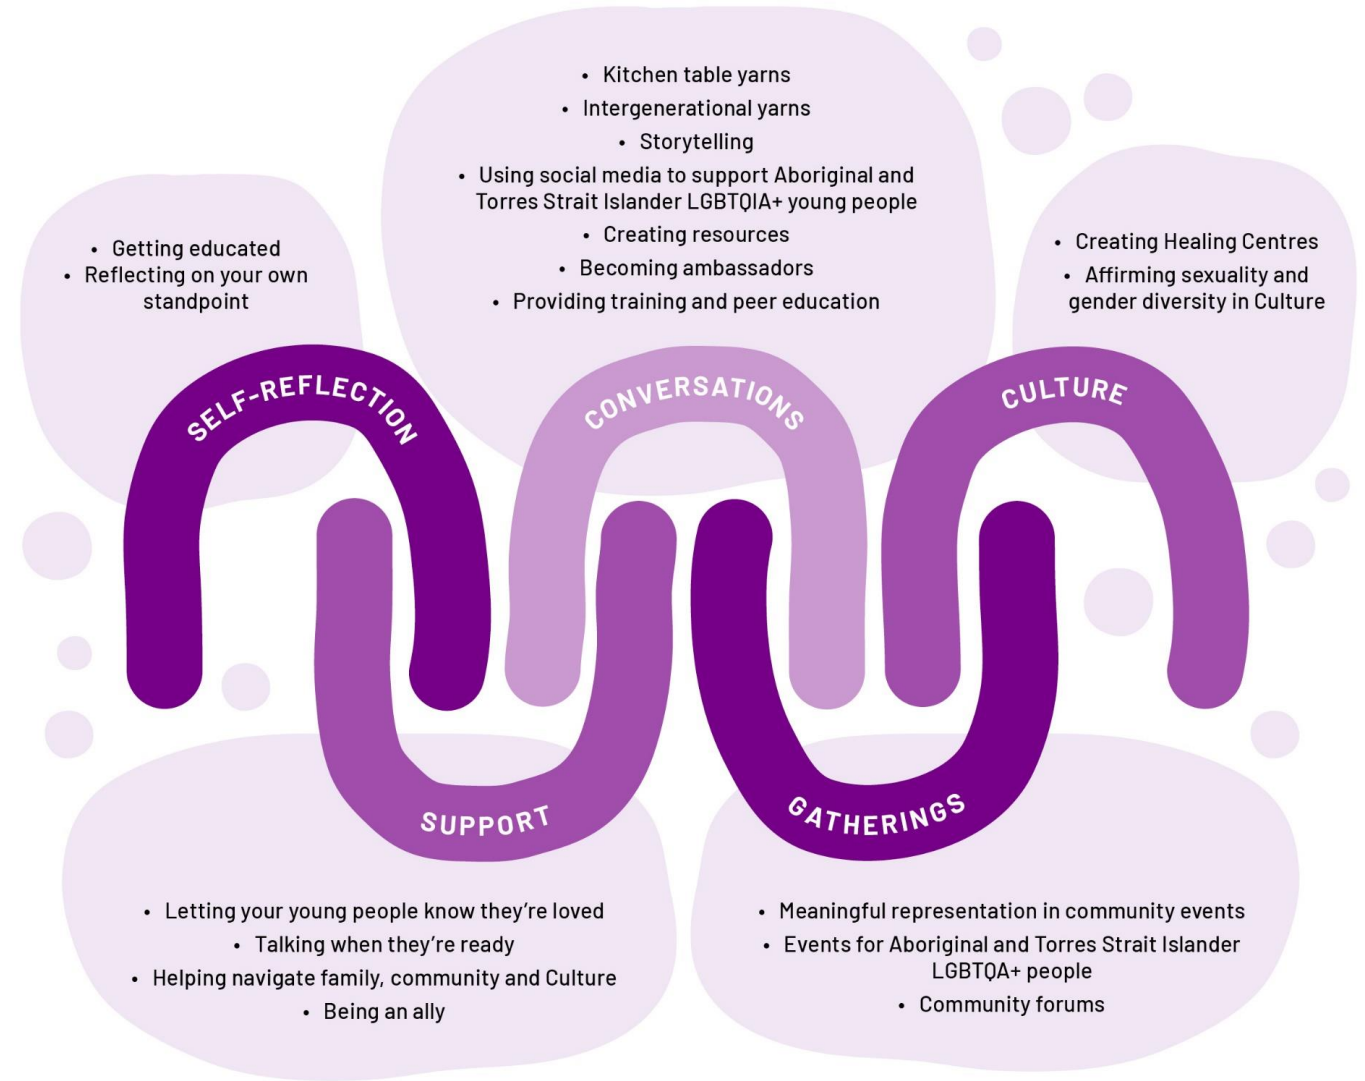 • Getting educated
• Reflecting on your own
standpoint
SELF-REFLECTION
• Kitchen table yarns
• Intergenerational yarns
• Storytelling
• Using social media to support Aboriginal and
Torres Strait Islander LGBTQIA+ young people
• Creating resources
• Becoming ambassadors
• Providing training and peer education
CONVERSATIONS
• Creating Healing Centres
• Affirming sexuality and
gender diversity in Culture
CULTURE
SUPPORT
• Letting your young people know they’re loved
• Talking when they’re ready
• Helping navigate family, community and Culture
• Being an ally
GATHERINGS
• Meaningful representation in community events
• Events for Aboriginal and Torres Strait Islander
LGBTQA+ people
• Community forums